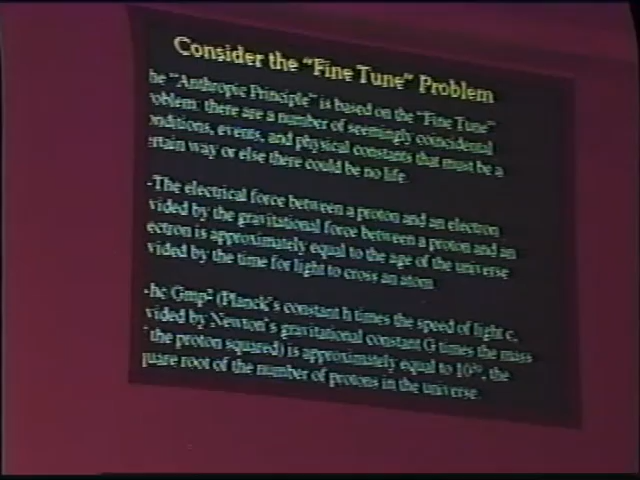 Consider the "Fine Tune" Problem
he "Anthropic Principle" is based on the "Fine Tune"
oblem: there are a number of seemingly coincidental
nditions, events, and physical constants that must be a
rtain way or else there could be no life.
-The electrical force between a proton and an electron
vided by the gravitational force between a proton and an
ectron is approximately equal to the age of the universe
vided by the time for light to cross an atom.
-hc Gmp² (Planck's constant h times the speed of light c,
vided by Newton's gravitational constant G times the mass
the proton squared) is approximately equal to 10³⁹, the
quare root of the number of protons in the universe.